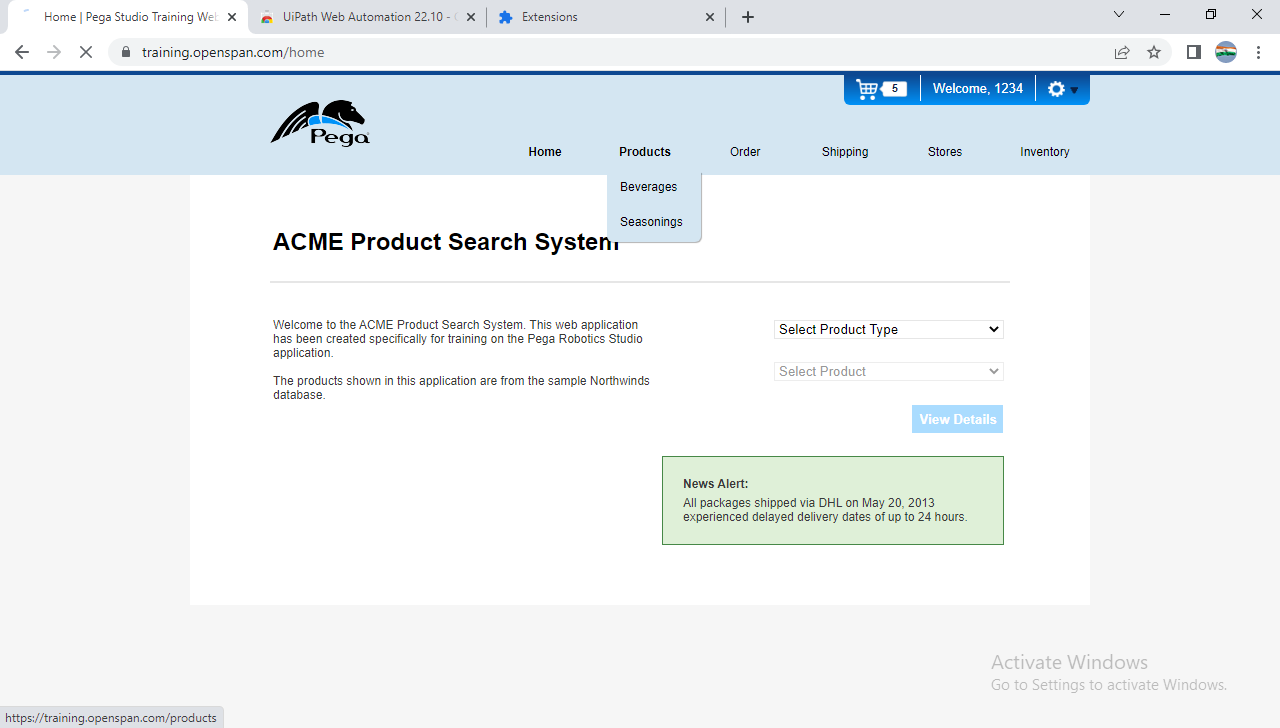 Home | Pega Studio Training Web
UiPath Web Automation 22.10 -
Extensions
training.openspan.com/home
5
Welcome, 1234
Pega
Home
Products
Order
Shipping
Stores
Inventory
Beverages
Seasonings
ACME Product Search System
Welcome to the ACME Product Search System. This web application
has been created specifically for training on the Pega Robotics Studio
application.
The products shown in this application are from the sample Northwinds
database.
Select Product Type
Select Product
View Details
News Alert:
All packages shipped via DHL on May 20, 2013
experienced delayed delivery dates of up to 24 hours.
Activate Windows
Go to Settings to activate Windows.
https://training.openspan.com/products